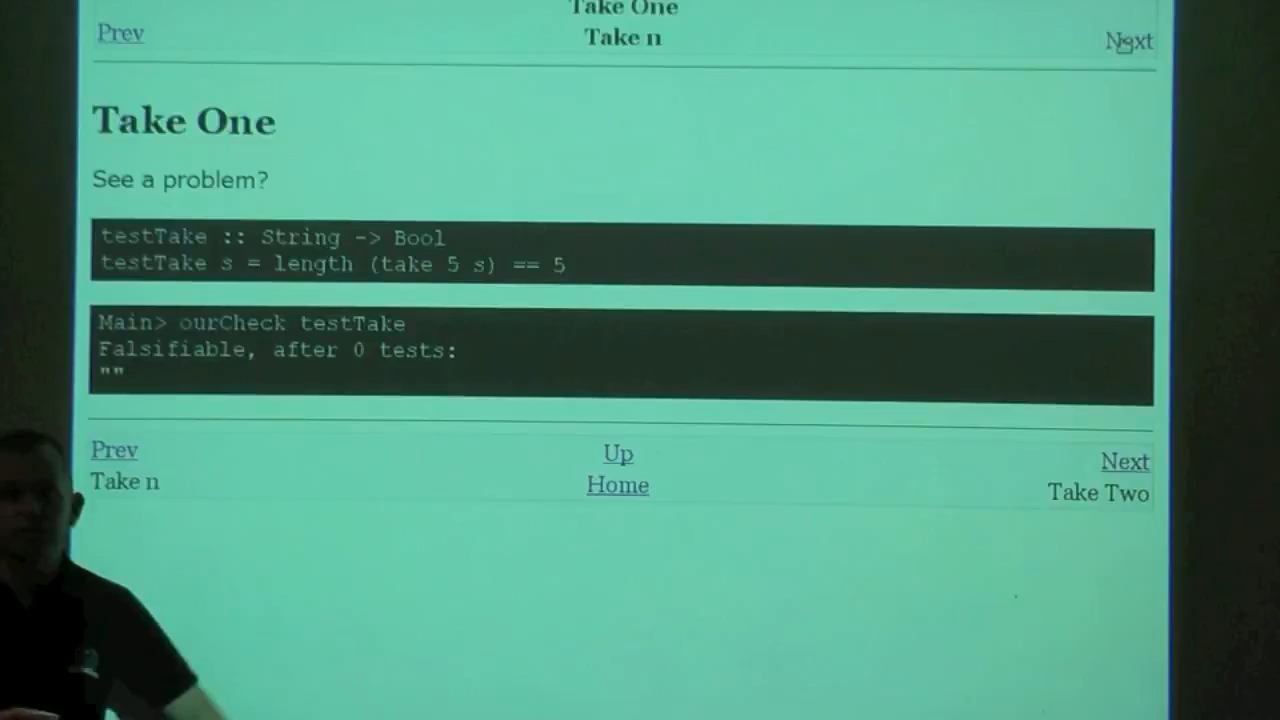 Take One
Prev
Take n
Next
Take One
See a problem?
testTake :: String -> Bool
testTake s = length (take 5 s) == 5
Main> ourCheck testTake
Falsifiable, after 0 tests:
""
Prev
Up
Next
Take n
Home
Take Two